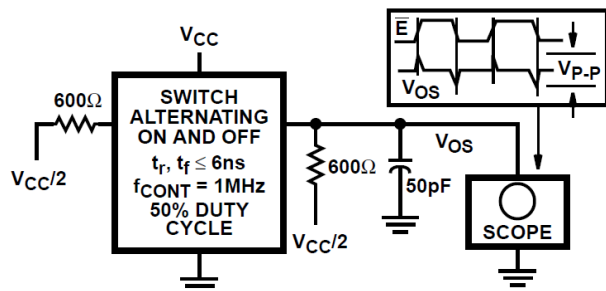 E
V_OS
V_P-P
V_CC
600Ω
V_CC/2
SWITCH
ALTERNATING
ON AND OFF
t_r, t_f ≤ 6ns
f_CONT = 1MHz
50% DUTY
CYCLE
600Ω
V_CC/2
50pF
V_OS
SCOPE